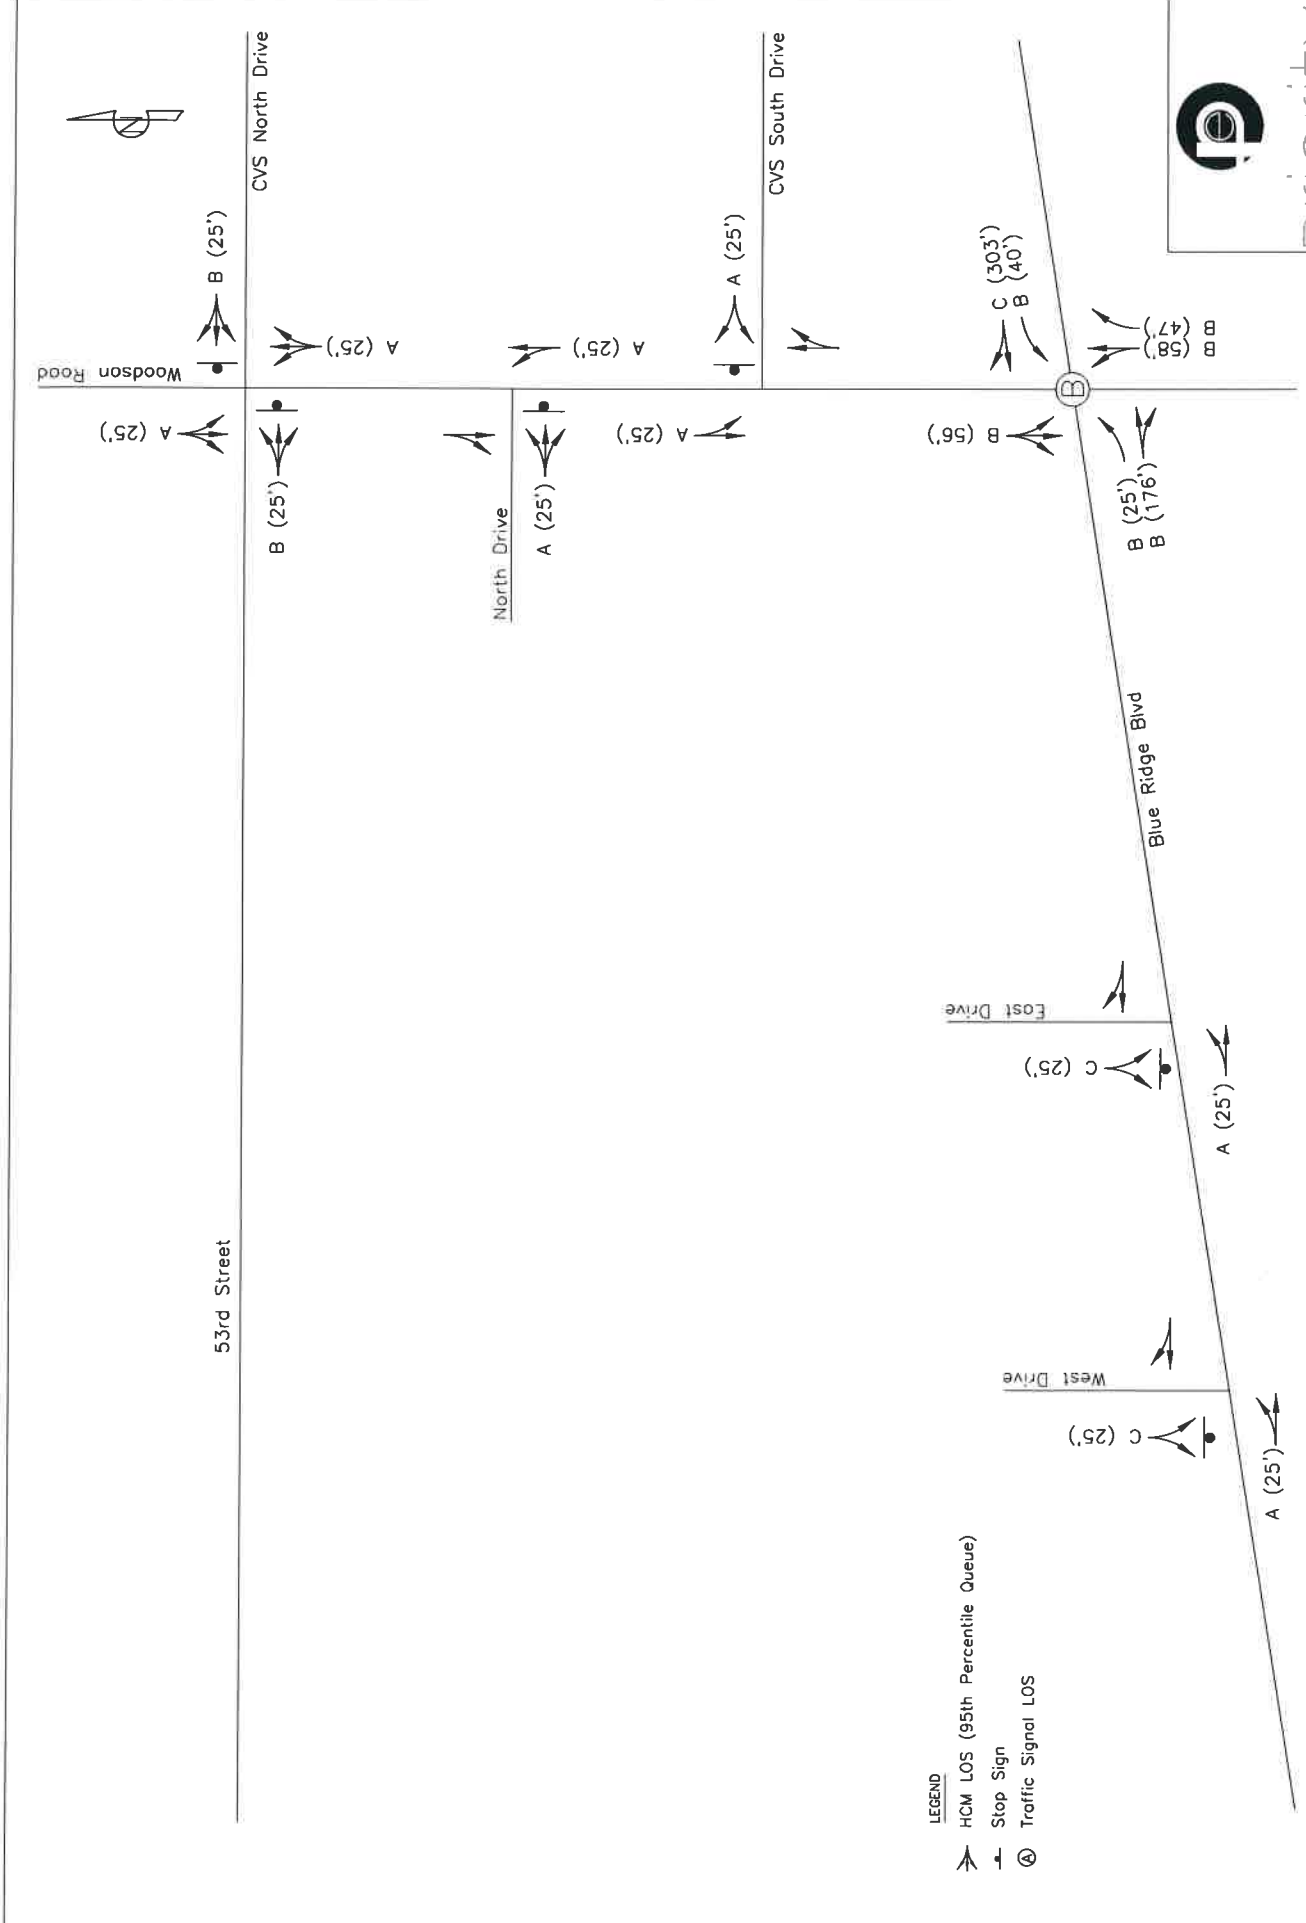 CVS North Drive
B (25')
Woodson Road
A (25')
A (25')
B (25')
A (25')
North Drive
A (25')
A (25')
CVS South Drive
A (25')
C (303')
B (40')
B (56')
B
B (58')
B (47')
B (25')
B (176')
Blue Ridge Blvd
53rd Street
East Drive
C (25')
A (25')
West Drive
C (25')
A (25')
LEGEND
HCM LOS (95th Percentile Queue)
Stop Sign
A Traffic Signal LOS